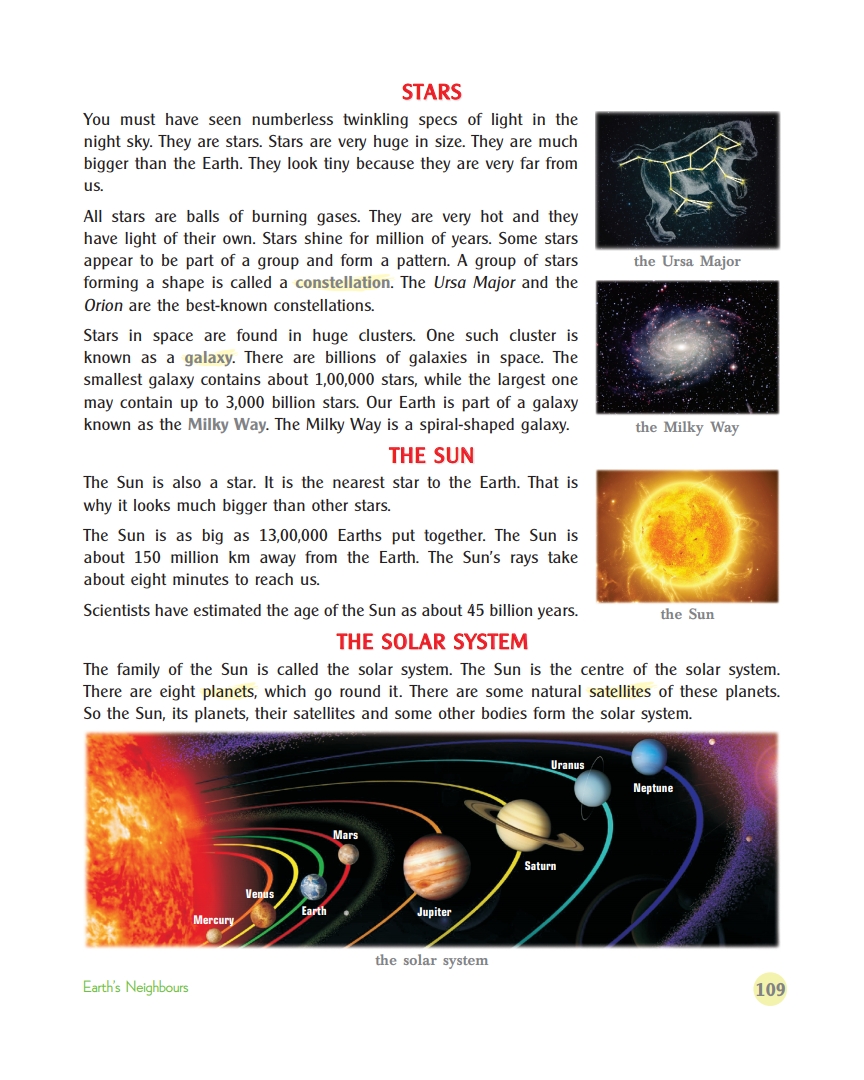 STARS
You must have seen numberless twinkling specs of light in the
night sky. They are stars. Stars are very huge in size. They are much
bigger than the Earth. They look tiny because they are very far from
us.
All stars are balls of burning gases. They are very hot and they
have light of their own. Stars shine for million of years. Some stars
appear to be part of a group and form a pattern. A group of stars
forming a shape is called a constellation. The Ursa Major and the
Orion are the best-known constellations.
the Ursa Major
Stars in space are found in huge clusters. One such cluster is
known as a galaxy. There are billions of galaxies in space. The
smallest galaxy contains about 1,00,000 stars, while the largest one
may contain up to 3,000 billion stars. Our Earth is part of a galaxy
known as the Milky Way. The Milky Way is a spiral-shaped galaxy.
the Milky Way
THE SUN
The Sun is also a star. It is the nearest star to the Earth. That is
why it looks much bigger than other stars.
The Sun is as big as 13,00,000 Earths put together. The Sun is
about 150 million km away from the Earth. The Sun's rays take
about eight minutes to reach us.
Scientists have estimated the age of the Sun as about 45 billion years.
the Sun
THE SOLAR SYSTEM
The family of the Sun is called the solar system. The Sun is the centre of the solar system.
There are eight planets, which go round it. There are some natural satellites of these planets.
So the Sun, its planets, their satellites and some other bodies form the solar system.
Mercury
Venus
Earth
Mars
Jupiter
Saturn
Uranus
Neptune
the solar system
Earth's Neighbours
109